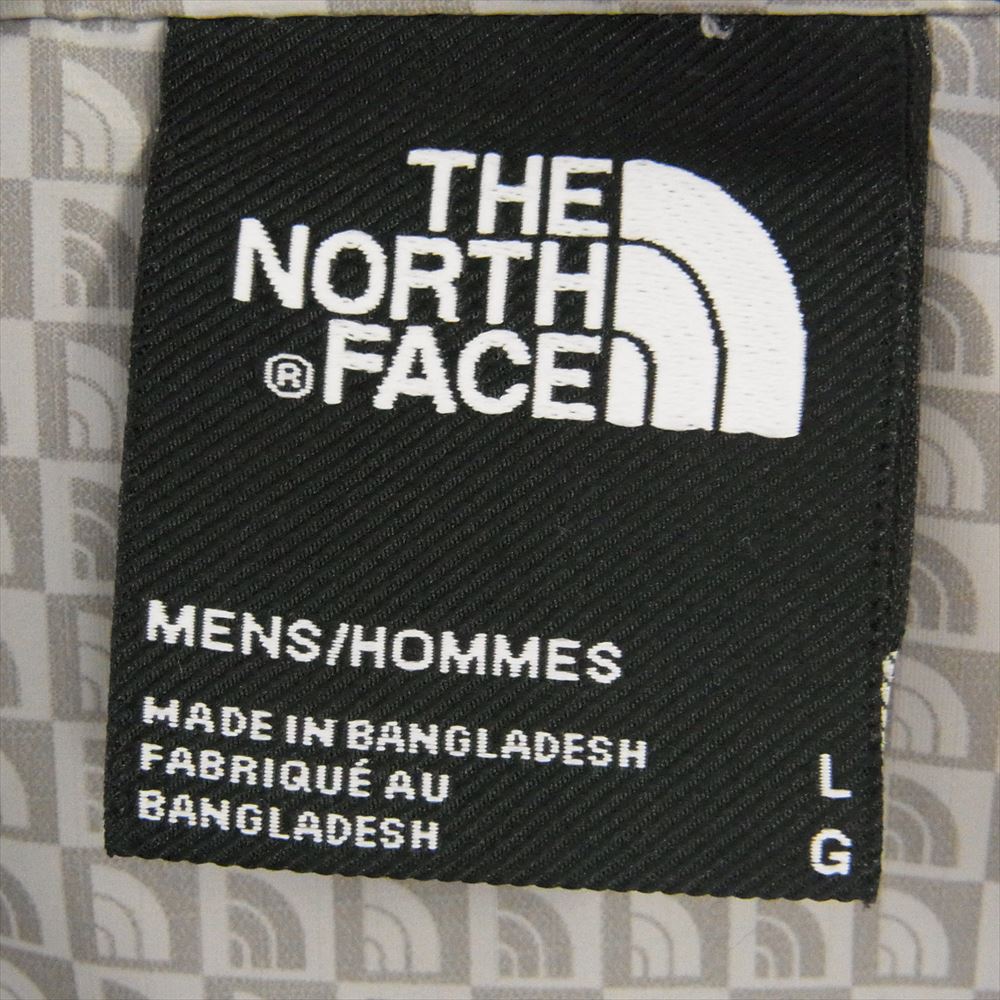 THE
NORTH
® FACE
MENS/HOMMES
MADE IN BANGLADESH
FABRIQUÉ AU
BANGLADESH
L
G